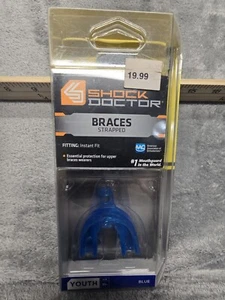 19.99
SHOCK
DOCTOR
BRACES
STRAPPED
FITTING: Instant Fit
+ Essential protection for upper
braces wearers
#1 Mouthguard
in the World.
YOUTH
BLUE